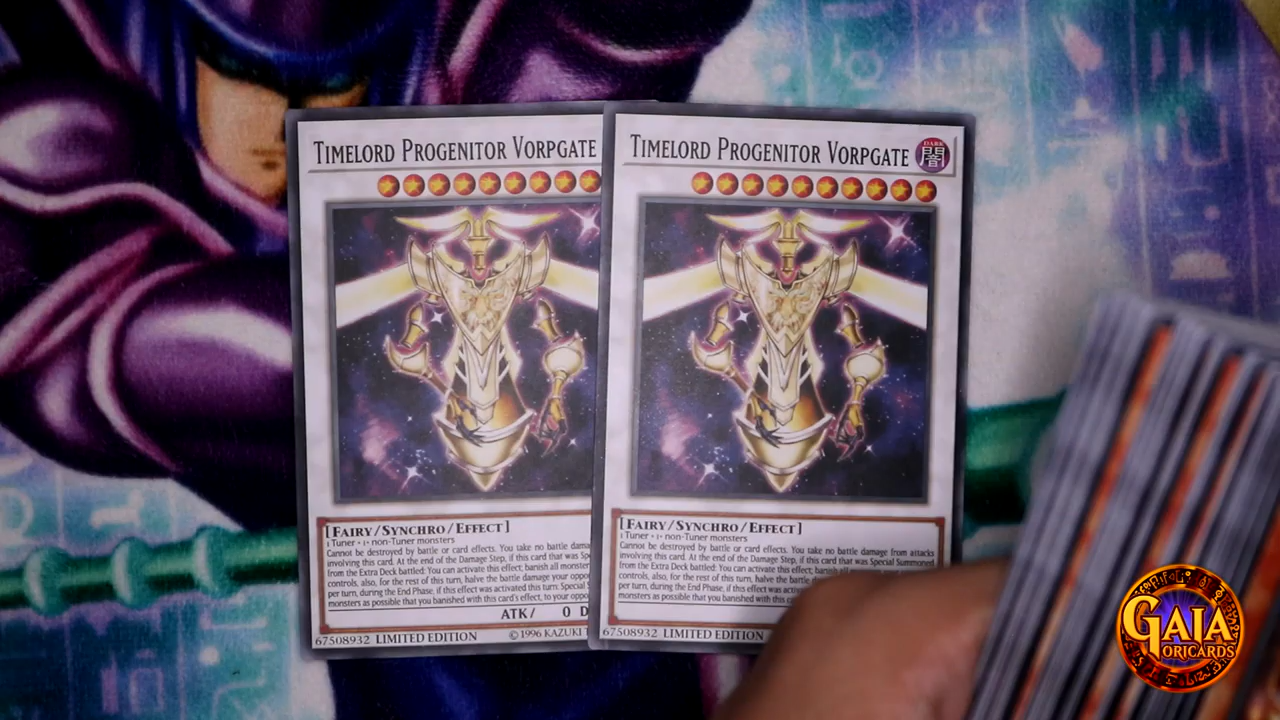 TIMELORD PROGENITOR VORPGATE
[FAIRY/SYNCHRO/EFFECT]
1 Tuner + 1+ non-Tuner monsters
Cannot be destroyed by battle or card effects. You take no battle dama
involving this card. At the end of the Damage Step, if this card that was Spe
from the Extra Deck battled: You can activate this effect; banish all monster
controls, also, for the rest of this turn, halve the battle damage your oppo
per turn, during the End Phase, if this effect was activated this turn: Special S
monsters as possible that you banished with this card's effect, to your oppo
ATK/ 0 D
67508932 LIMITED EDITION ©1996 KAZUKI
TIMELORD PROGENITOR VORPGATE
DARK
闇
[FAIRY/SYNCHRO/EFFECT]
1 Tuner + 1+ non-Tuner monsters
Cannot be destroyed by battle or card effects. You take no battle damage from attacks
involving this card. At the end of the Damage Step, if this card that was Special Summoned
from the Extra Deck battled: You can activate this effect; banish all
controls, also, for the rest of this turn, halve the battle da
per turn, during the End Phase, if this effect was activated
monsters as possible that you banished with this car
67508932 LIMITED EDITION
GAIA
ORICARDS